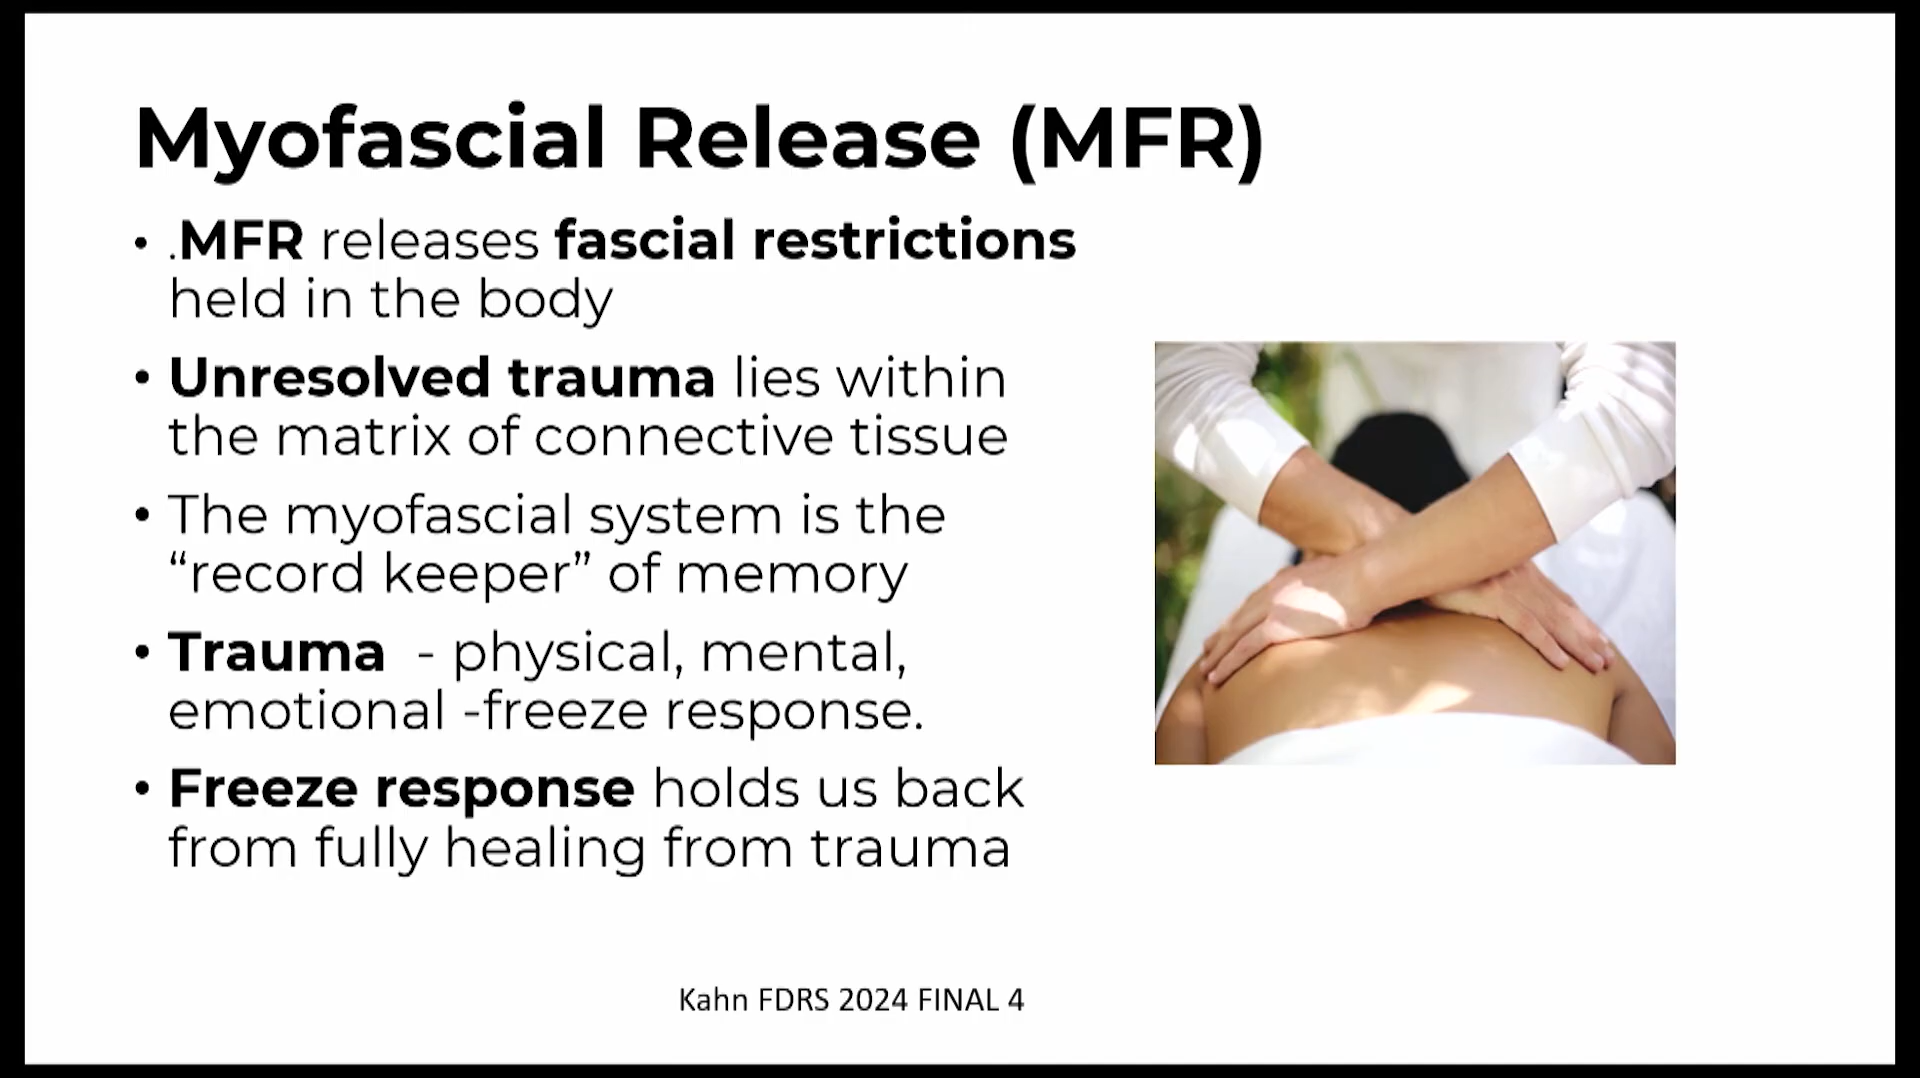 Myofascial Release (MFR)
• .MFR releases fascial restrictions
held in the body
• Unresolved trauma lies within
the matrix of connective tissue
• The myofascial system is the
“record keeper” of memory
• Trauma  - physical, mental,
emotional -freeze response.
• Freeze response holds us back
from fully healing from trauma
Kahn FDRS 2024 FINAL 4